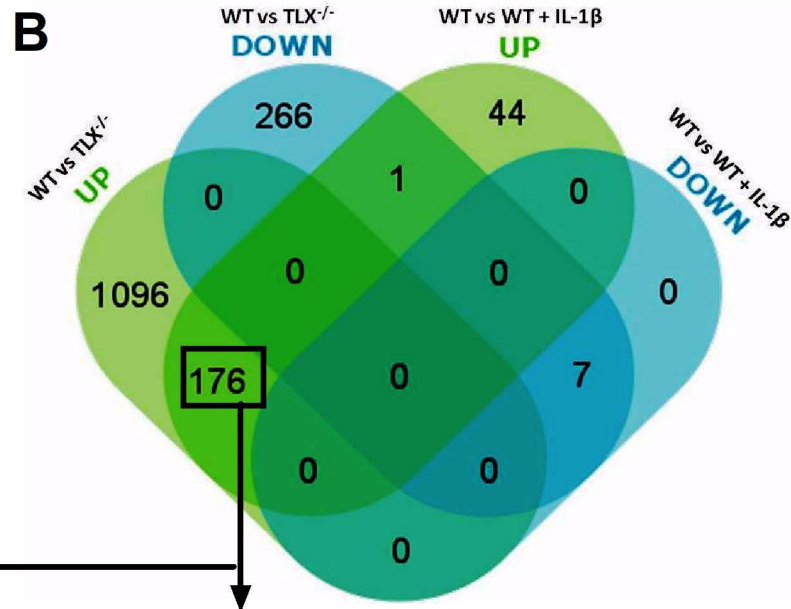 B
WT vs TLX-/-
DOWN
WT vs WT + IL-1β
UP
WT vs TLX-/-
UP
WT vs WT + IL-1β
DOWN
266
44
0
1
0
1096
0
0
0
176
0
7
0
0
0